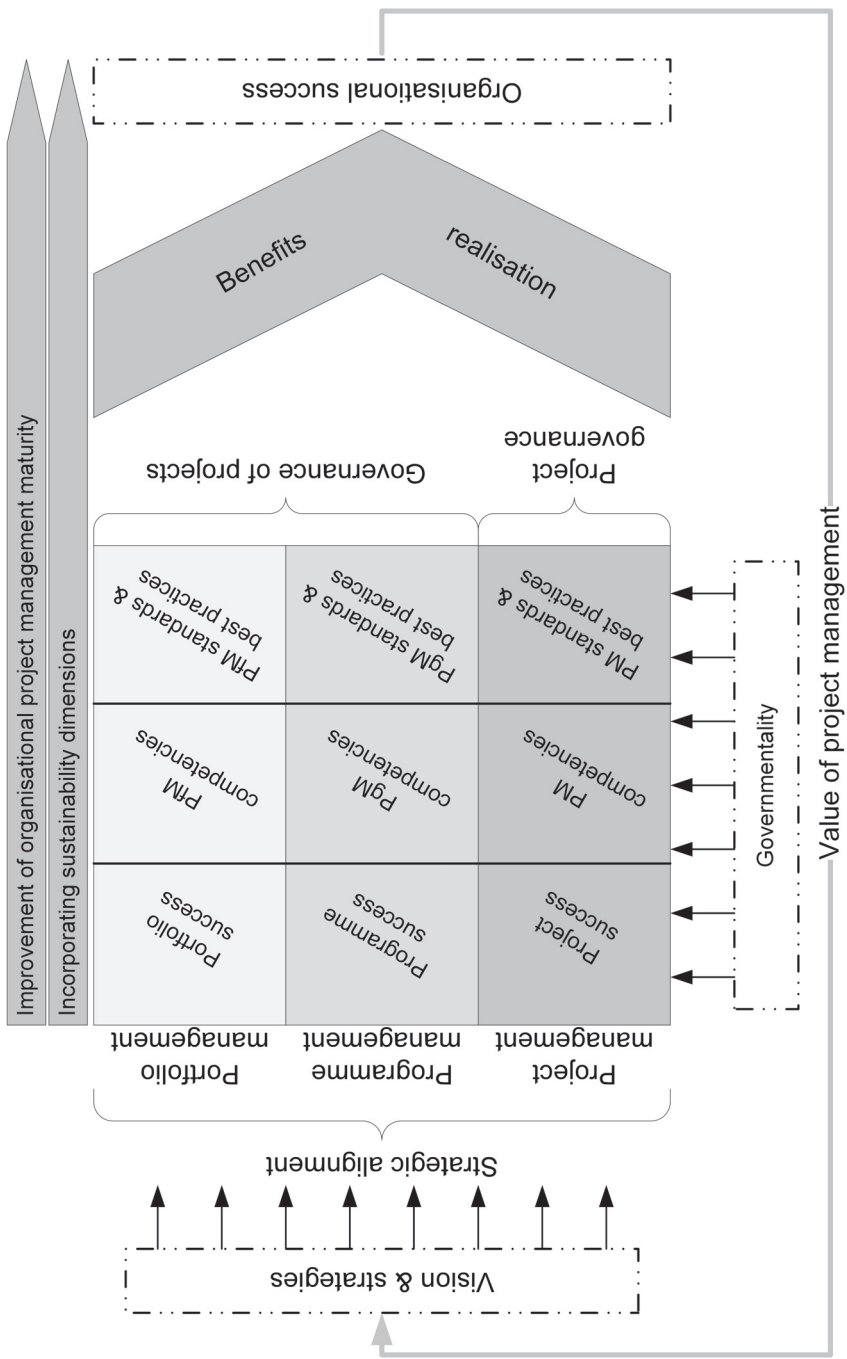 Improvement of organisational project management maturity
Incorporating sustainability dimensions
Vision & strategies
Strategic alignment
Portfolio
management
Programme
management
Project
management
Portfolio
success
PfM
competencies
PfM standards &
best practices
Programme
success
PgM
competencies
PgM standards &
best practices
Project
success
PM
competencies
PM standards &
best practices
Governance of projects
Project
governance
Benefits
realisation
Organisational success
Governmentality
Value of project management